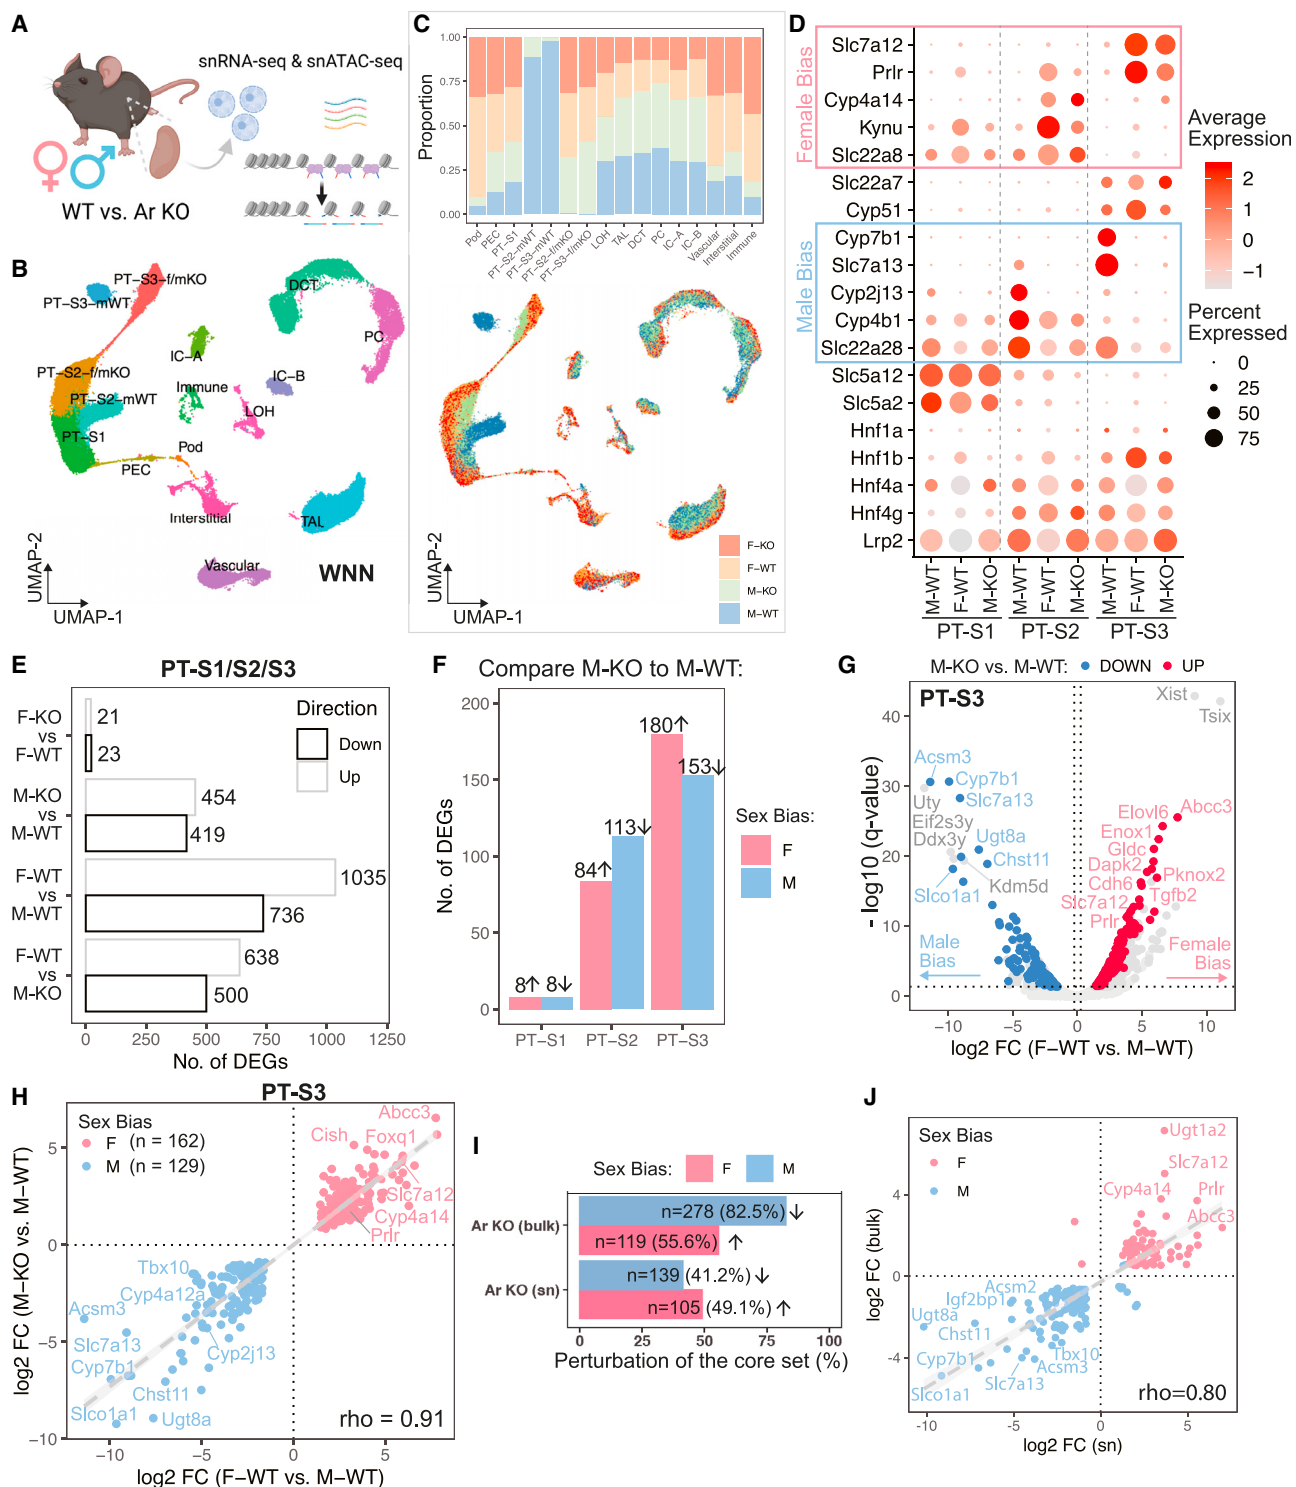 A
snRNA-seq & snATAC-seq
WT vs. Ar KO
B
PT-S3-f/mKO
PT-S3-mWT
DCT
PC
IC-A
PT-S2-f/mKO
Immune
IC-B
PT-S2-mWT
LOH
PT-S1
Pod
PEC
Interstitial
TAL
Vascular
WNN
UMAP-2
UMAP-1
C
Proportion
1.00
0.75
0.50
0.25
0.00
Pod
PEC
PT-S1
PT-S2-mWT
PT-S3-mWT
PT-S2-f/mKO
PT-S3-f/mKO
LOH
TAL
DCT
PC
IC-A
IC-B
Vascular
Interstitial
Immune
F-KO
F-WT
M-KO
M-WT
UMAP-2
UMAP-1
D
Female Bias
Male Bias
Slc7a12
Prlr
Cyp4a14
Kynu
Slc22a8
Slc22a7
Cyp51
Cyp7b1
Slc7a13
Cyp2j13
Cyp4b1
Slc22a28
Slc5a12
Slc5a2
Hnf1a
Hnf1b
Hnf4a
Hnf4g
Lrp2
M-WT
F-WT
M-KO
M-WT
F-WT
M-KO
M-WT
F-WT
M-KO
PT-S1
PT-S2
PT-S3
Average
Expression
2
1
0
-1
Percent
Expressed
0
25
50
75
E
PT-S1/S2/S3
F-KO
vs
F-WT
21
23
M-KO
vs
M-WT
454
419
F-WT
vs
M-WT
1035
736
F-WT
vs
M-KO
638
500
Direction
Down
Up
0
250
500
750
1000
1250
No. of DEGs
F
Compare M-KO to M-WT:
No. of DEGs
200
150
100
50
0
8↑
8↓
84↑
113↓
180↑
153↓
PT-S1
PT-S2
PT-S3
Sex Bias:
F
M
G
M-KO vs. M-WT:
DOWN
UP
PT-S3
- log10 (q-value)
40
30
20
10
0
Xist
Tsix
Acsm3
Cyp7b1
Slc7a13
Uty
Eif2s3y
Ddx3y
Ugt8a
Chst11
Kdm5d
Slco1a1
Elovl6
Abcc3
Enox1
Gldc
Dapk2
Pknox2
Cdh6
Tgfb2
Slc7a12
Prlr
Male
Bias
Female
Bias
-10
-5
0
5
10
log2 FC (F-WT vs. M-WT)
H
PT-S3
Sex Bias
F (n = 162)
M (n = 129)
log2 FC (M-KO vs. M-WT)
5
0
-5
-10
Abcc3
Cish
Foxq1
Slc7a12
Cyp4a14
Prlr
Tbx10
Cyp4a12a
Acsm3
Slc7a13
Cyp2j13
Cyp7b1
Chst11
Slco1a1
Ugt8a
rho = 0.91
-10
-5
0
5
log2 FC (F-WT vs. M-WT)
I
Sex Bias:
F
M
Ar KO (bulk)
n=278 (82.5%) ↓
n=119 (55.6%) ↑
Ar KO (sn)
n=139 (41.2%) ↓
n=105 (49.1%) ↑
0
25
50
75
100
Perturbation of the core set (%)
J
Sex Bias
F
M
log2 FC (bulk)
4
0
-4
Ugt1a2
Slc7a12
Cyp4a14
Prlr
Abcc3
Acsm2
Igf2bp1
Ugt8a
Chst11
Cyp7b1
Tbx10
Acsm3
Slc7a13
Slco1a1
rho=0.80
-10
-5
0
5
log2 FC (sn)